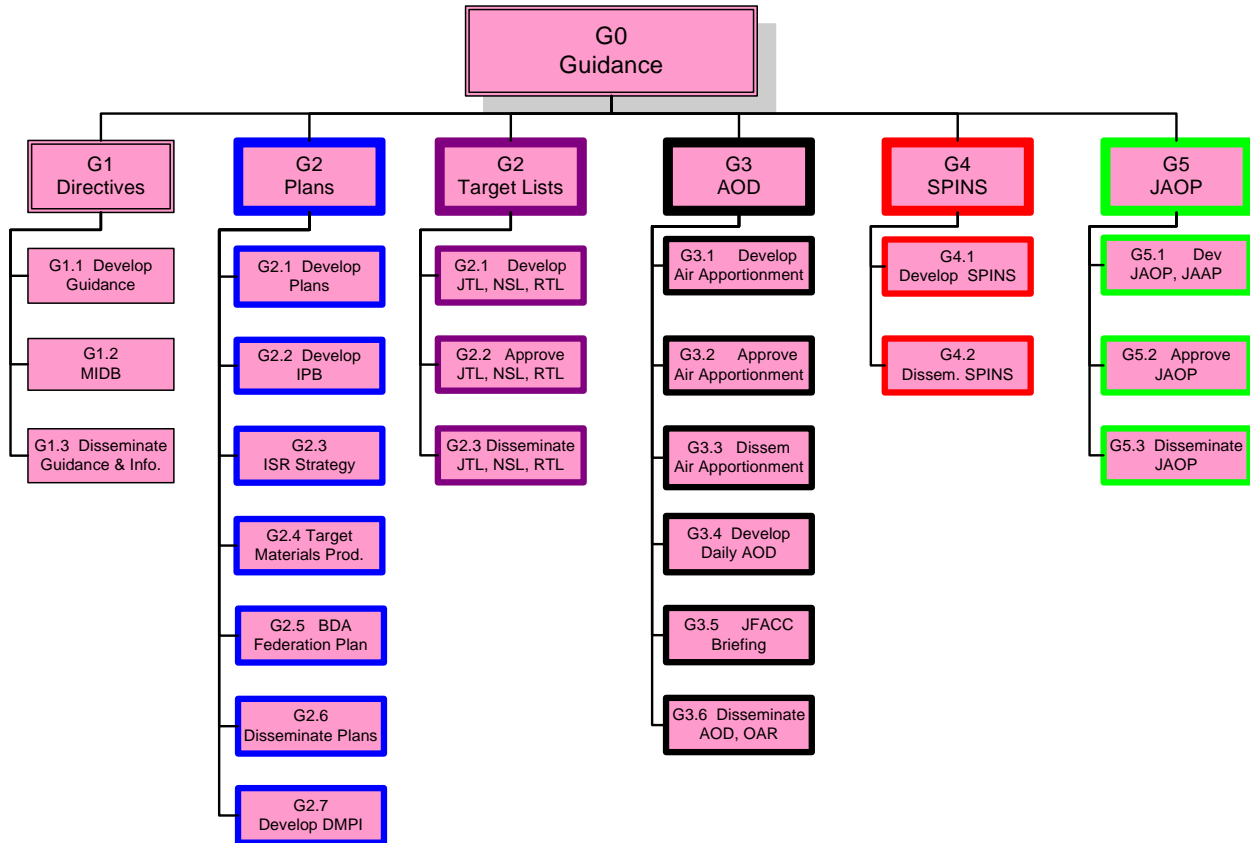 G0
Guidance
G1
Directives
G2
Plans
G2
Target Lists
G3
AOD
G4
SPINS
G5
JAOP
G1.1 Develop
Guidance
G1.2
MIDB
G1.3 Disseminate
Guidance & Info.
G2.1 Develop
Plans
G2.2 Develop
IPB
G2.3
ISR Strategy
G2.4 Target
Materials Prod.
G2.5 BDA
Federation Plan
G2.6
Disseminate Plans
G2.7
Develop DMPI
G2.1 Develop
JTL, NSL, RTL
G2.2 Approve
JTL, NSL, RTL
G2.3 Disseminate
JTL, NSL, RTL
G3.1 Develop
Air Apportionment
G3.2 Approve
Air Apportionment
G3.3 Dissem
Air Apportionment
G3.4 Develop
Daily AOD
G3.5 JFACC
Briefing
G3.6 Disseminate
AOD, OAR
G4.1
Develop SPINS
G4.2
Dissem. SPINS
G5.1 Dev
JAOP, JAAP
G5.2 Approve
JAOP
G5.3 Disseminate
JAOP